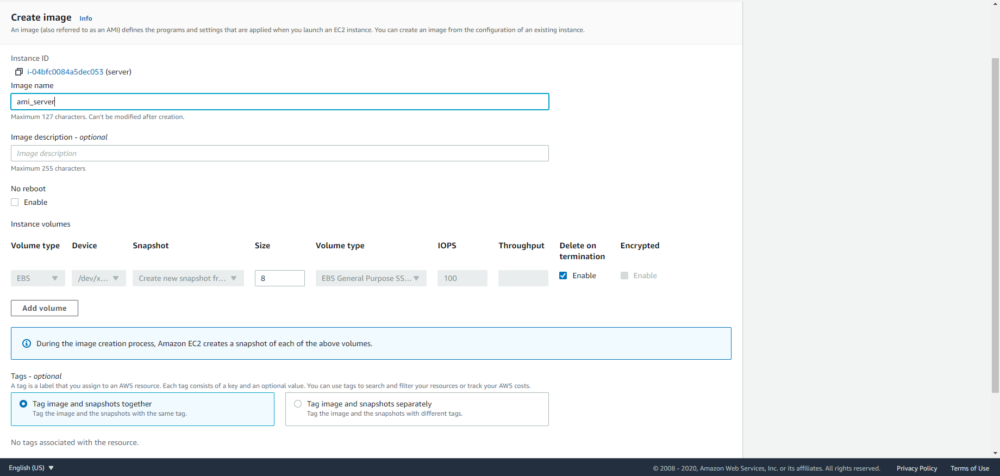 Create image Info
An image (also referred to as an AMI) defines the programs and settings that are applied when you launch an EC2 instance. You can create an image from the configuration of an existing instance.
Instance ID
i-04bfc0084a5dec053 (server)
Image name
ami_server
Maximum 127 characters. Can't be modified after creation.
Image description - optional
Image description
Maximum 255 characters
No reboot
Enable
Instance volumes
Volume type Device Snapshot Size Volume type IOPS Throughput Delete on termination Encrypted
EBS /dev/x... Create new snapshot fr... 8 EBS General Purpose SS... 100 Enable Enable
Add volume
During the image creation process, Amazon EC2 creates a snapshot of each of the above volumes.
Tags - optional
A tag is a label that you assign to an AWS resource. Each tag consists of a key and an optional value. You can use tags to search and filter your resources or track your AWS costs.
Tag image and snapshots together
Tag the image and the snapshots with the same tag.
Tag image and snapshots separately
Tag the image and the snapshots with different tags.
No tags associated with the resource.
English (US) © 2008 - 2020, Amazon Web Services, Inc. or its affiliates. All rights reserved. Privacy Policy Terms of Use